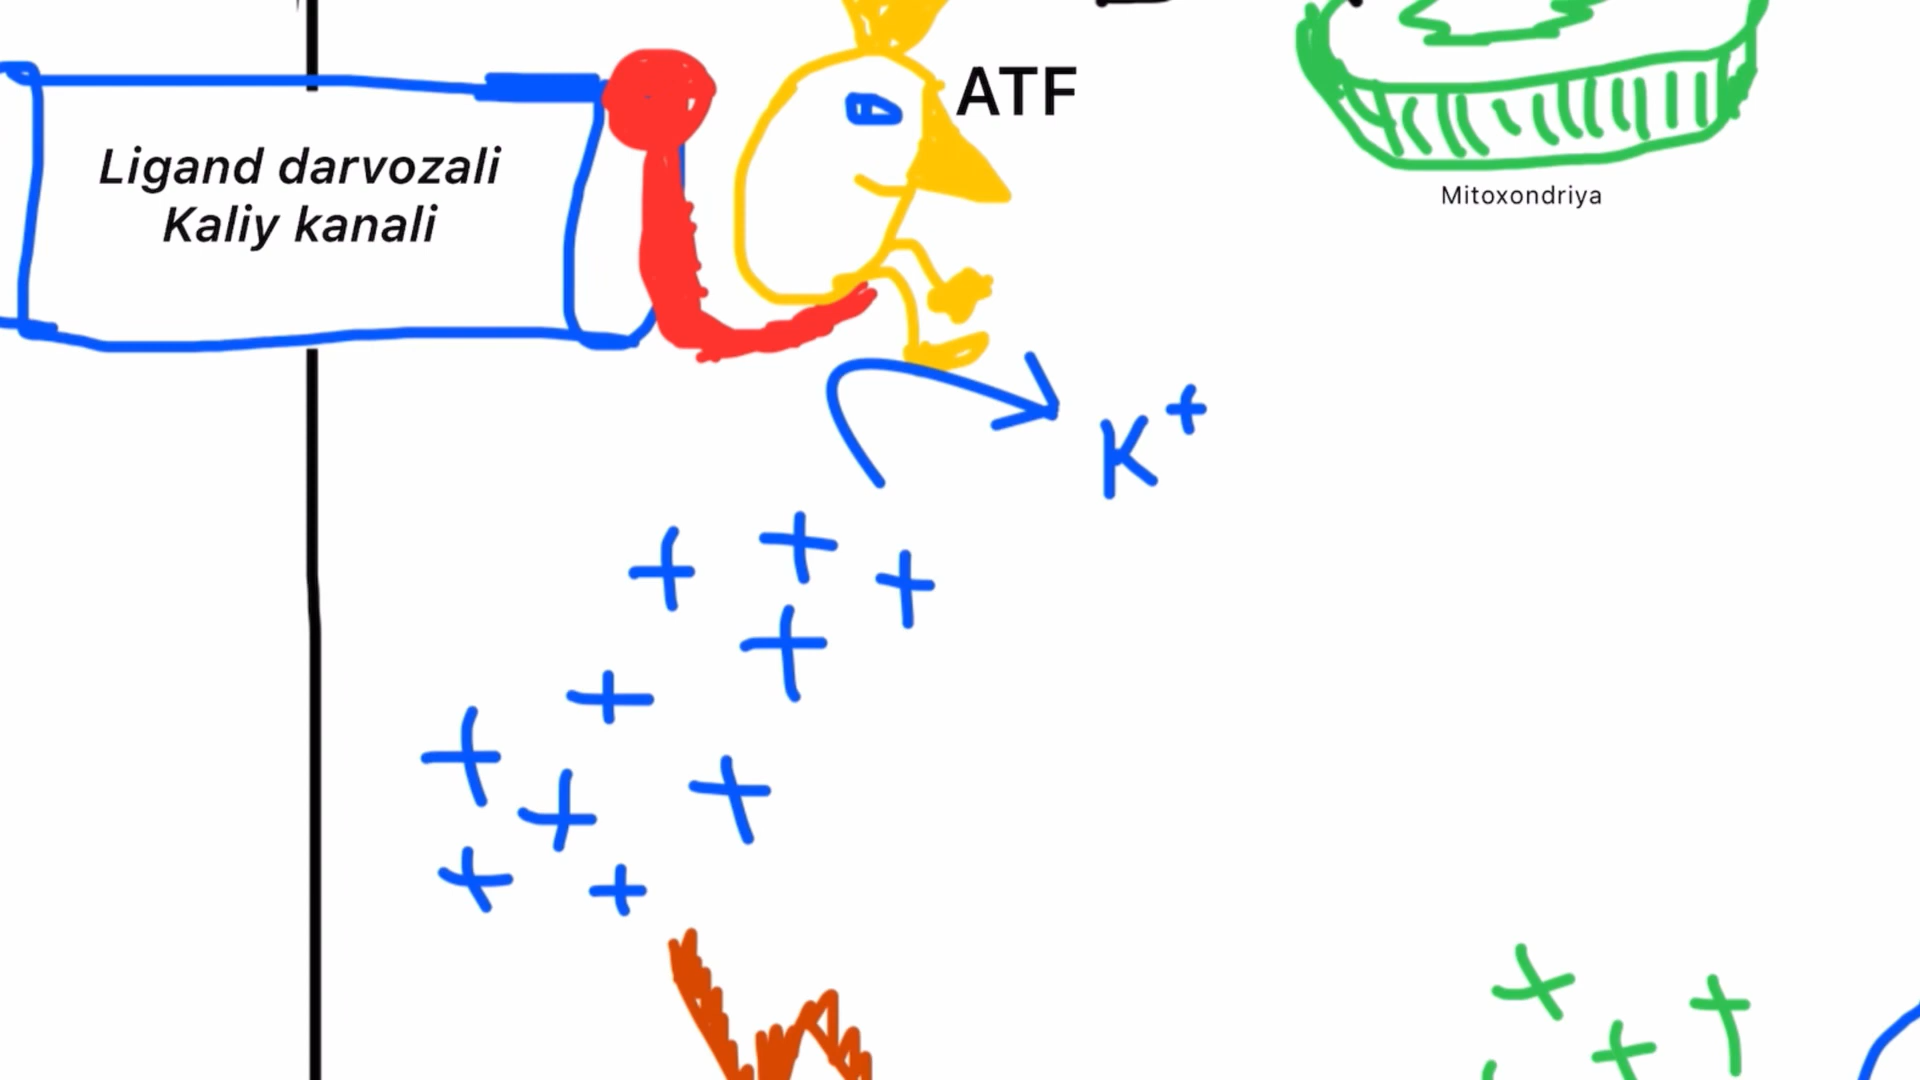 ATF
Ligand darvozali
Kaliy kanali
Mitoxondriya
K+
+ + +
+
+
+
+ +
+ +
+ +
+